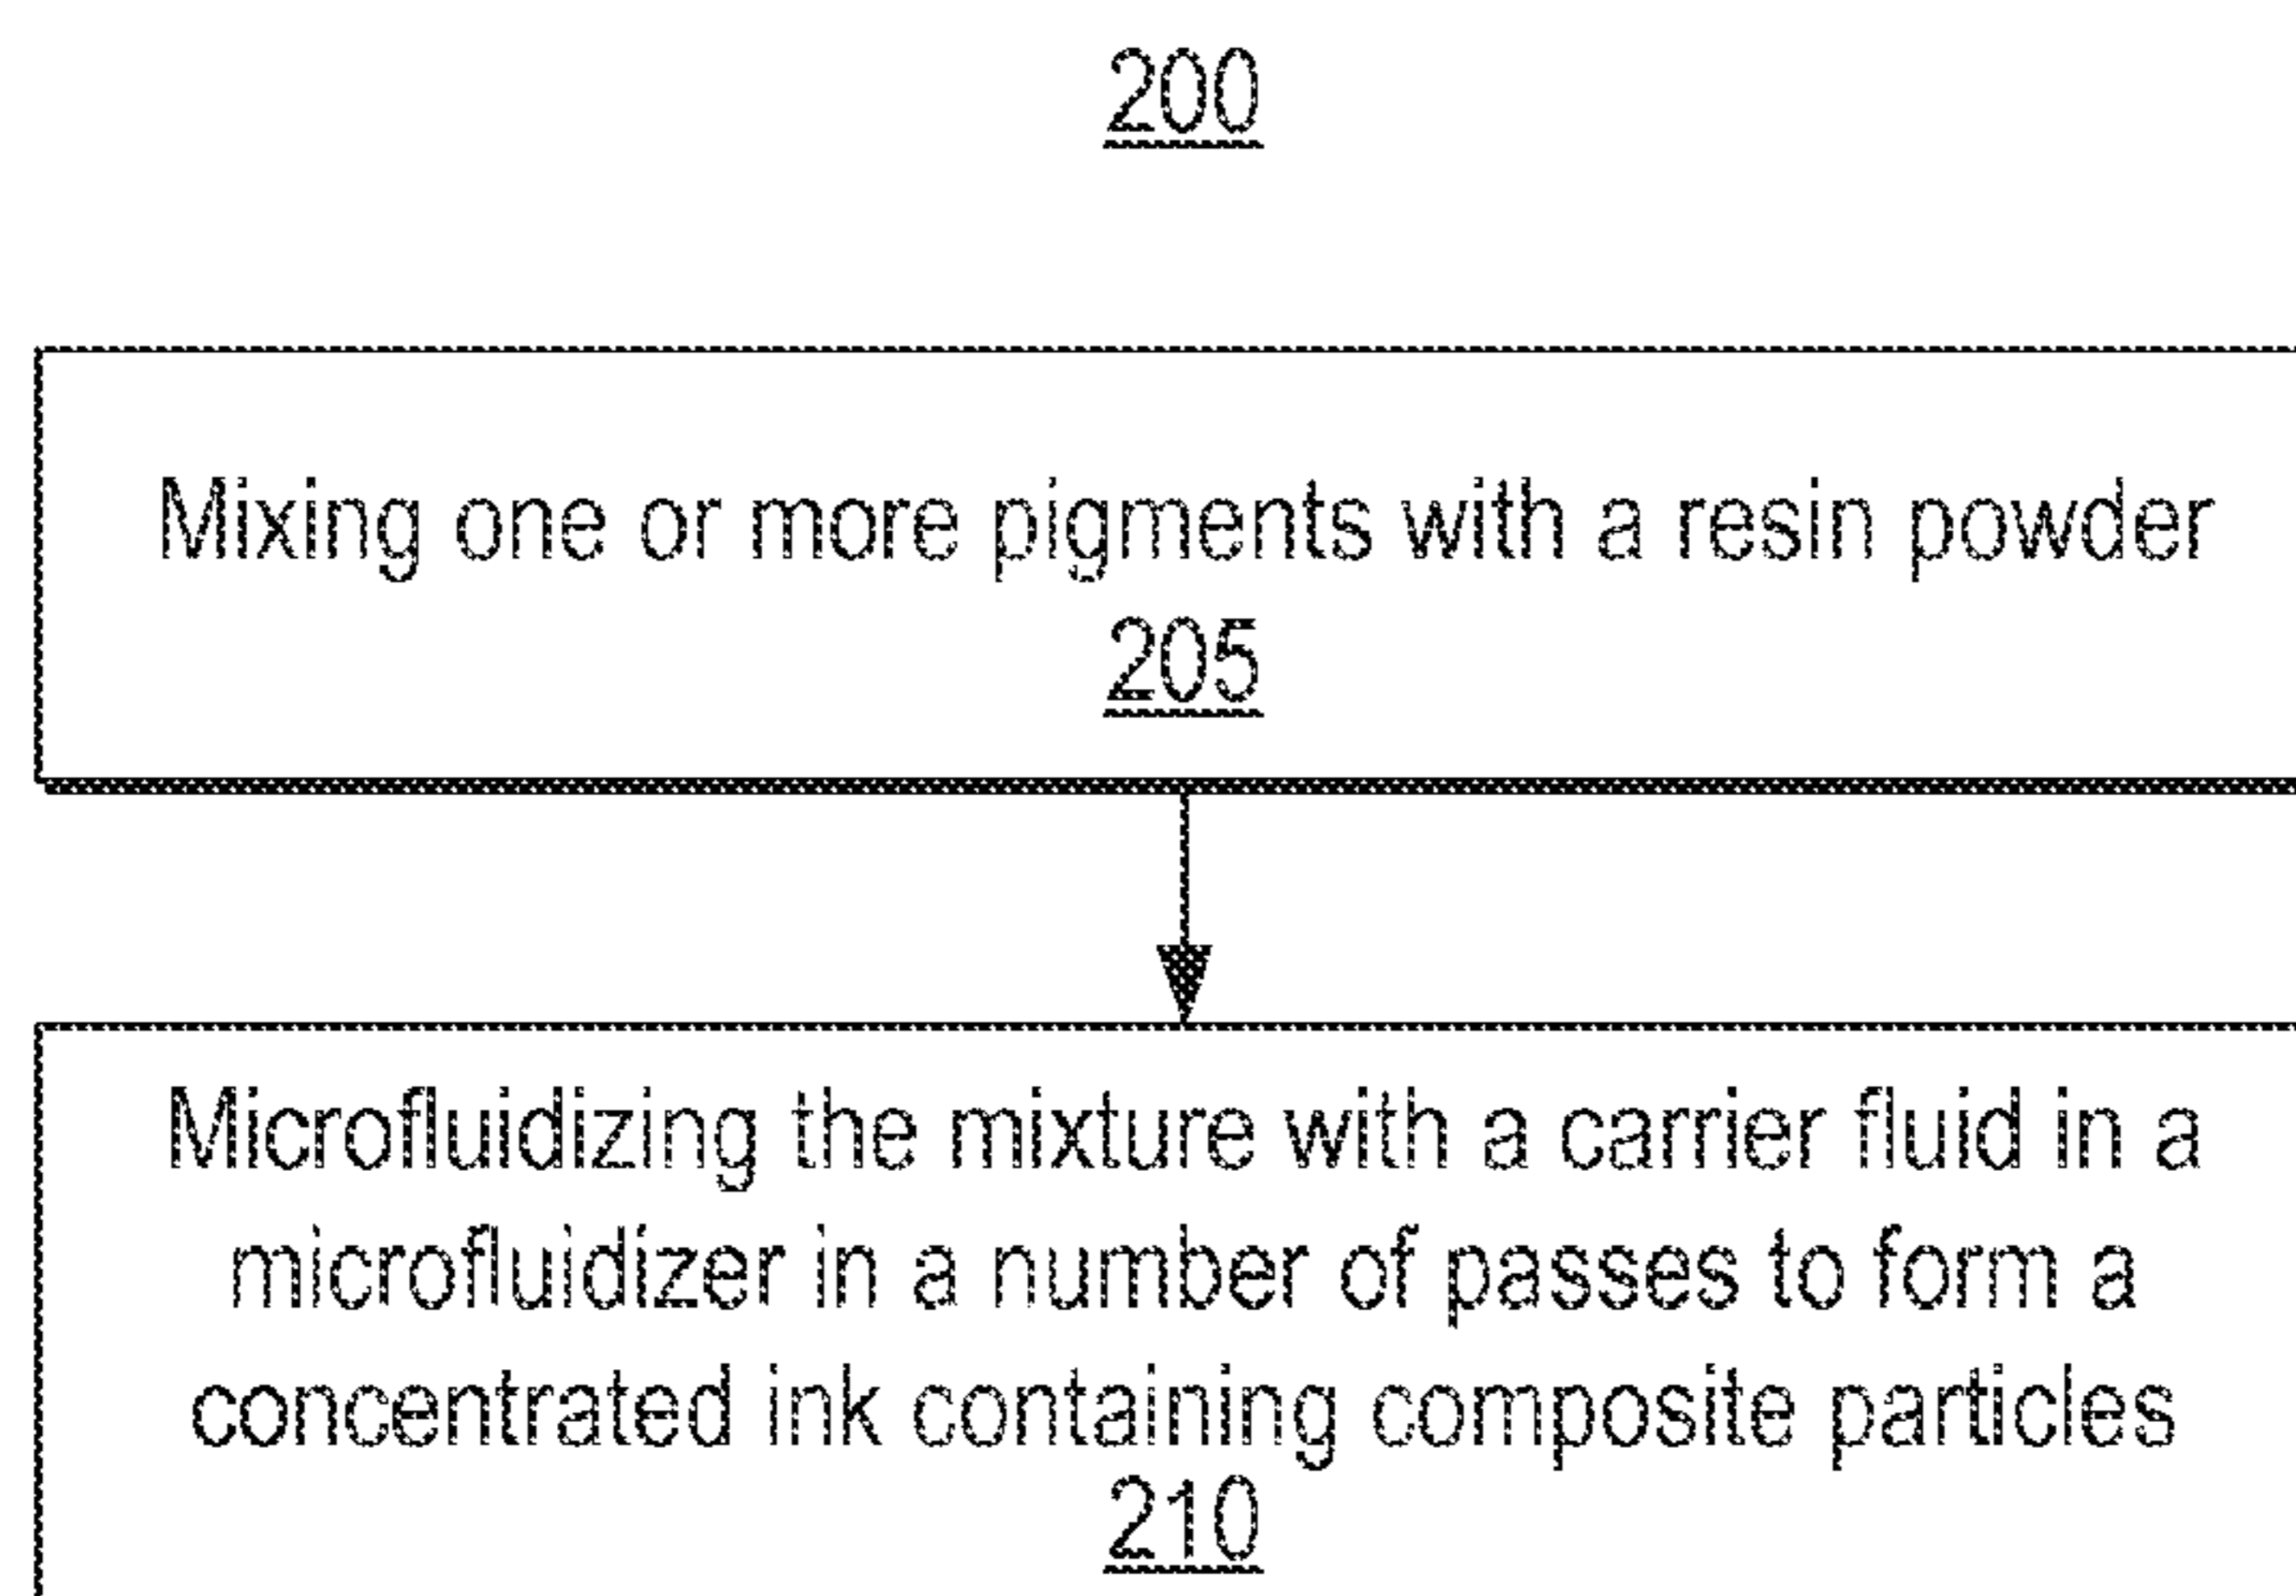 200
Mixing one or more pigments with a resin powder
205
Microfluidizing the mixture with a carrier fluid in a
microfluidizer in a number of passes to form a
concentrated ink containing composite particles
210